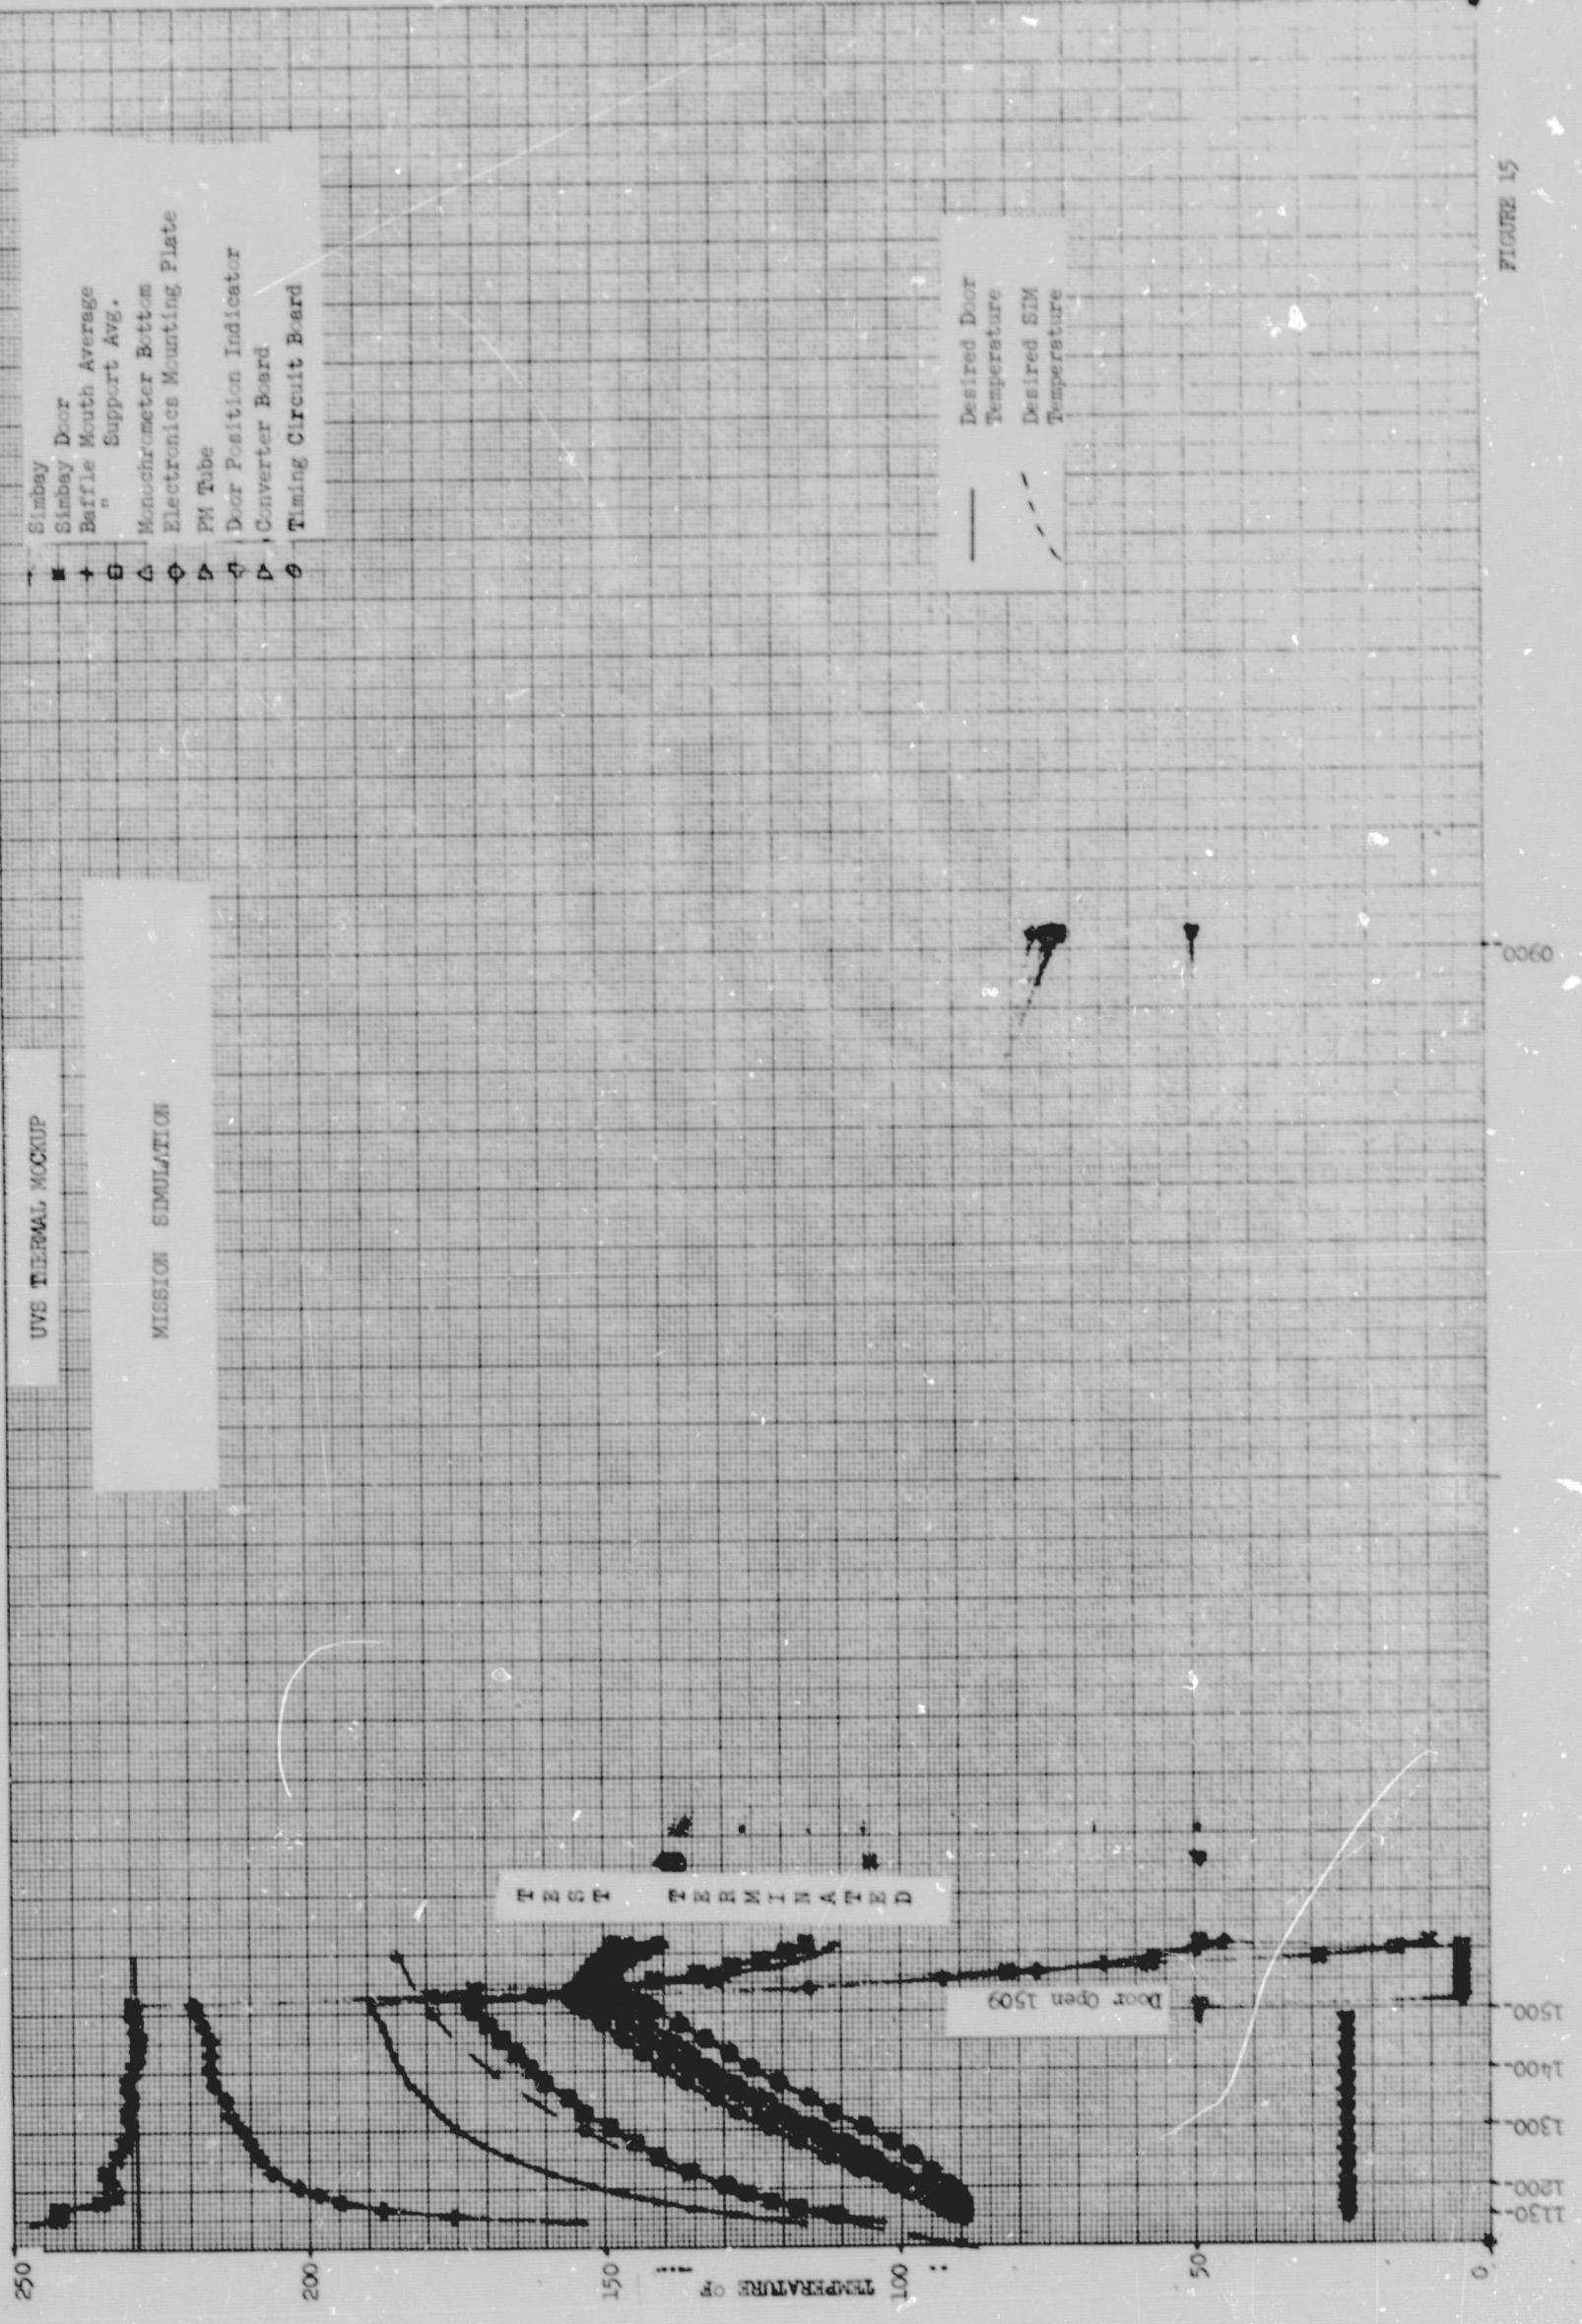 UVS THERMAL MOCKUP
MISSION SIMULATION
Simbay
Simbay Door
Baffle Mouth Average
" Support Avg.
Monochrometer Bottom
Electronics Mounting Plate
PM Tube
Door Position Indicator
Converter Board
Timing Circuit Board
Desired Door
Temperature
Desired SIM
Temperature
TEST TERMINATED
Door Open 1509
TEMPERATURE OF
250
200
150
100
50
0
1130
1200
1300
1400
1500
0900
FIGURE 15